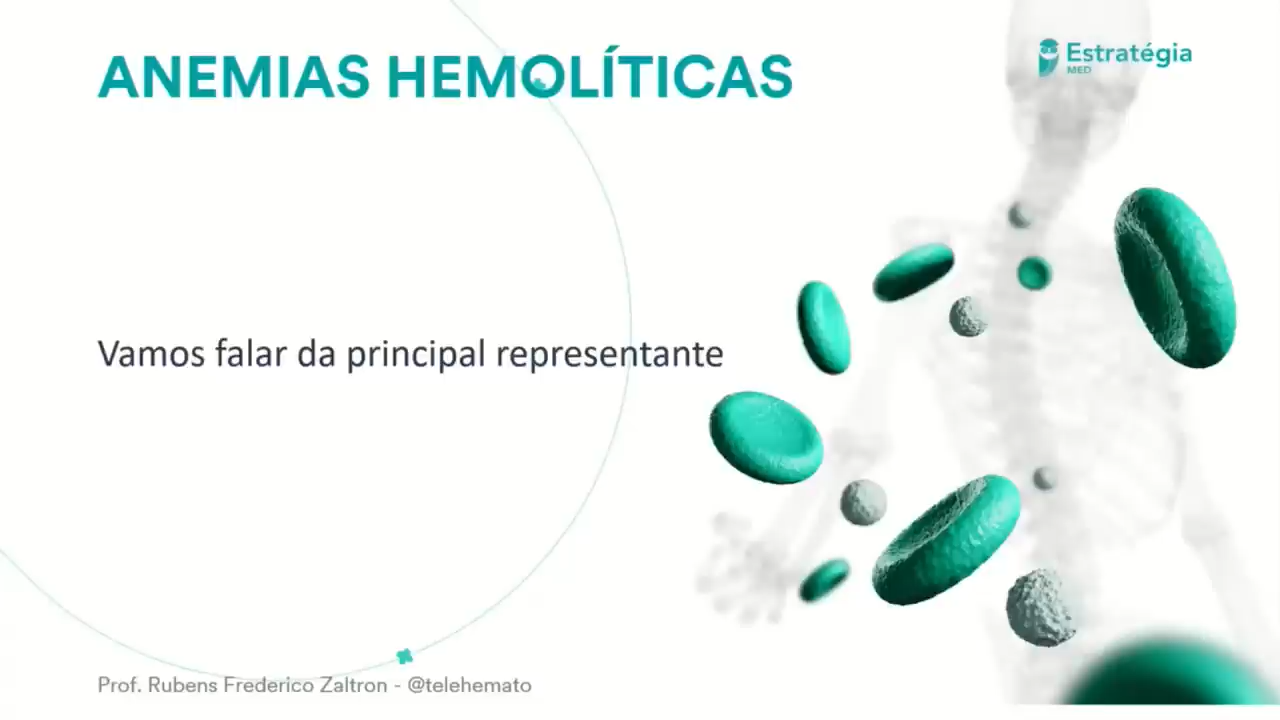 ANEMIAS HEMOLÍTICAS
Estratégia
MED
Vamos falar da principal representante
Prof. Rubens Frederico Zaltron - @telehemato